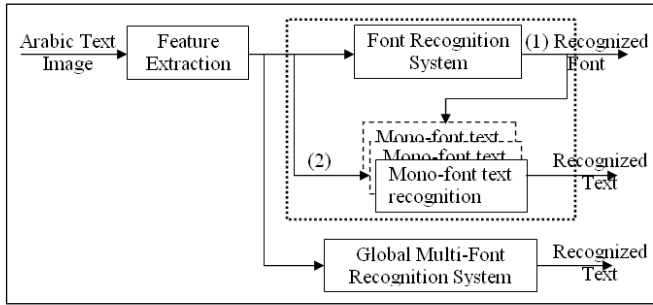 Arabic Text
Image
Feature
Extraction
Font Recognition
System
(1) Recognized
Font
Mono-font text
Mono-font text
(2)
Mono-font text
recognition
Recognized
Text
Global Multi-Font
Recognition System
Recognized
Text